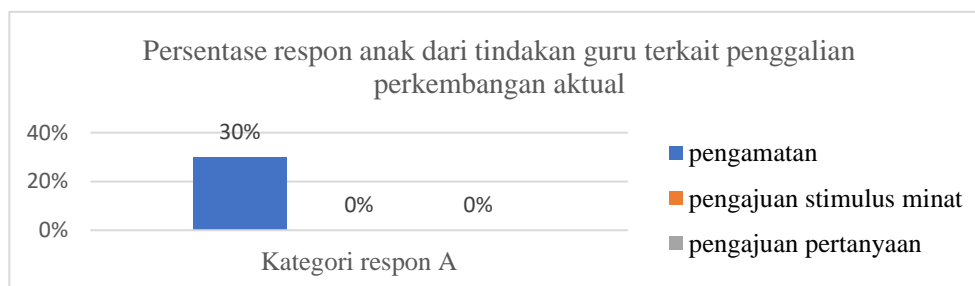 Persentase respon anak dari tindakan guru terkait penggalian
perkembangan aktual
40%
20%
0%
30%
0%
0%
Kategori respon A
pengamatan
pengajuan stimulus minat
pengajuan pertanyaan